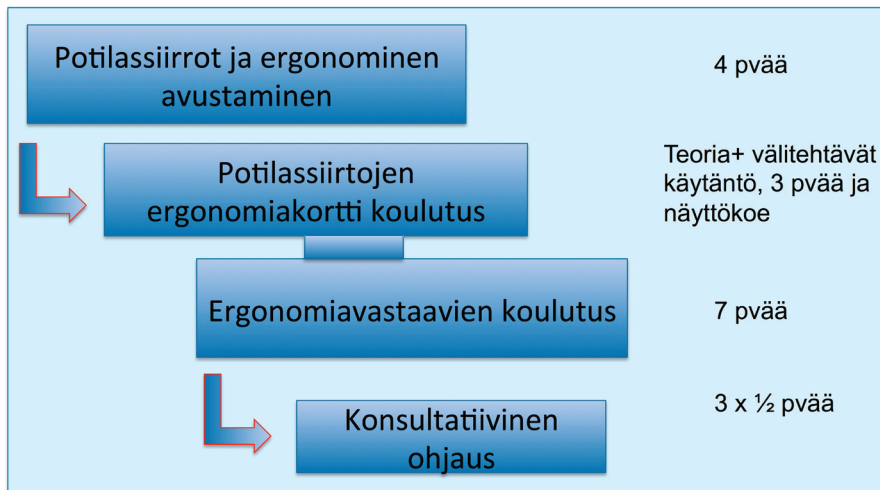 Potilassiirrot ja ergonominen
avustaminen
4 pvää
Potilassiirtojen
ergonomiakortti koulutus
Teoria+ välitehtävät
käytäntö, 3 pvää ja
näyttökoe
Ergonomiavastaavien koulutus
7 pvää
Konsultatiivinen
ohjaus
3 x ½ pvää